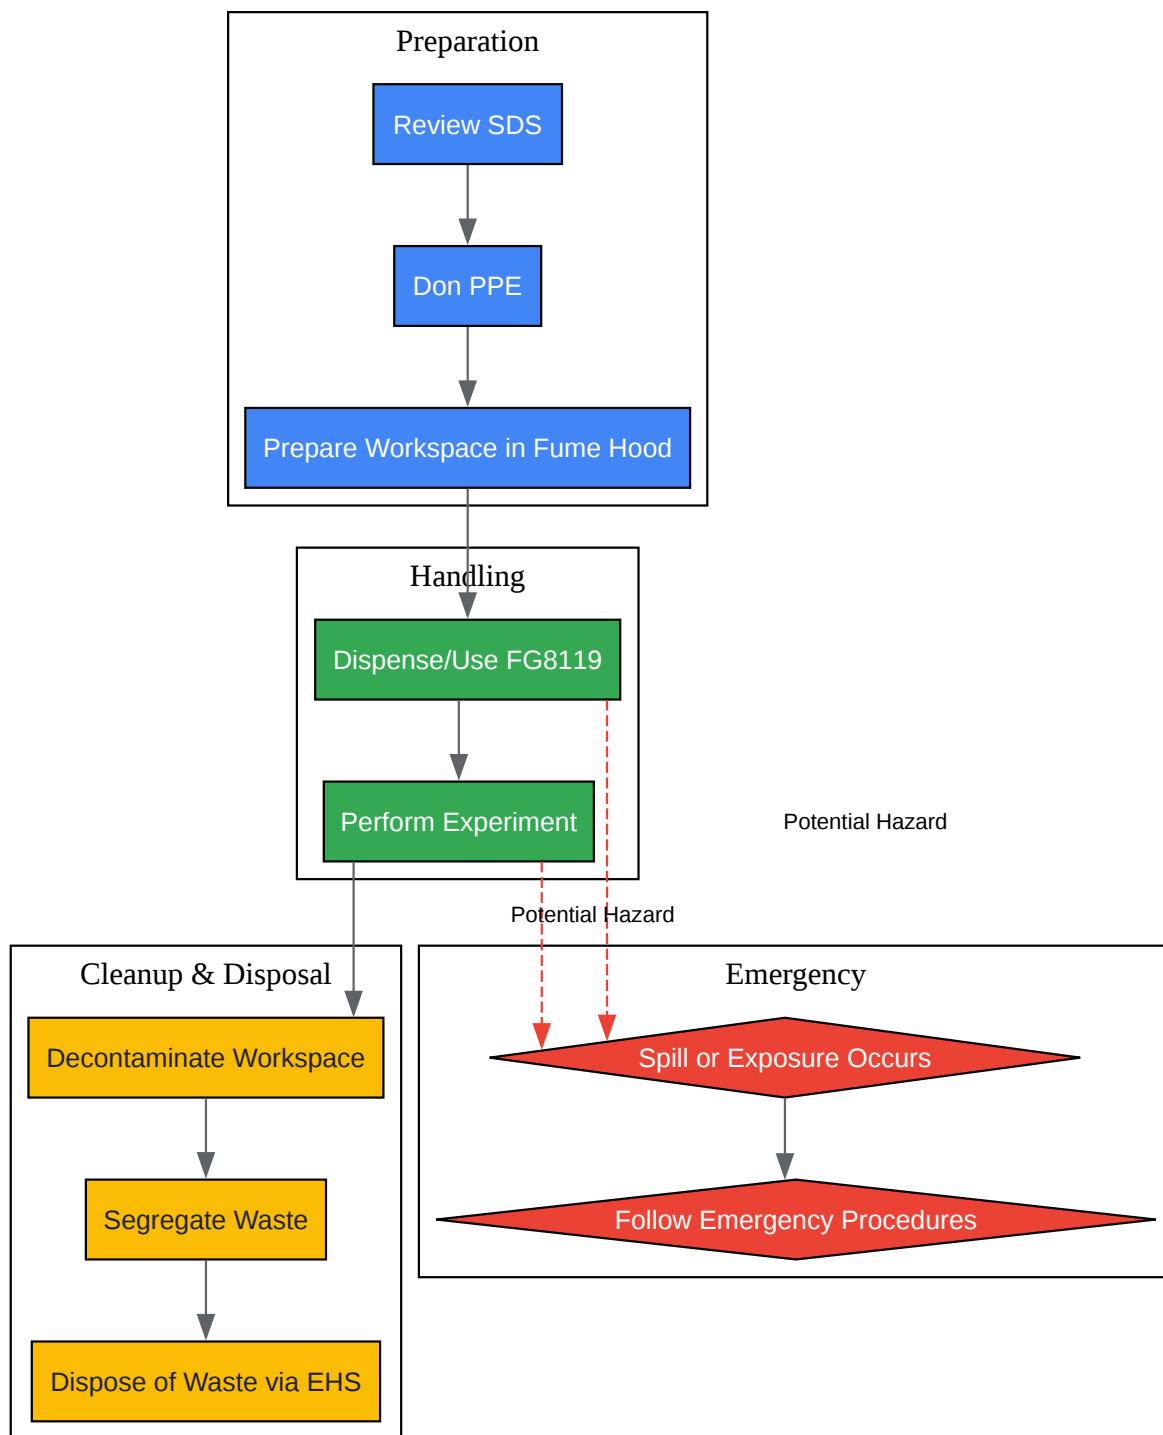 Preparation
Review SDS
Don PPE
Prepare Workspace in Fume Hood
Handling
Dispense/Use FG8119
Perform Experiment
Potential Hazard
Potential Hazard
Cleanup & Disposal
Decontaminate Workspace
Segregate Waste
Dispose of Waste via EHS
Emergency
Spill or Exposure Occurs
Follow Emergency Procedures